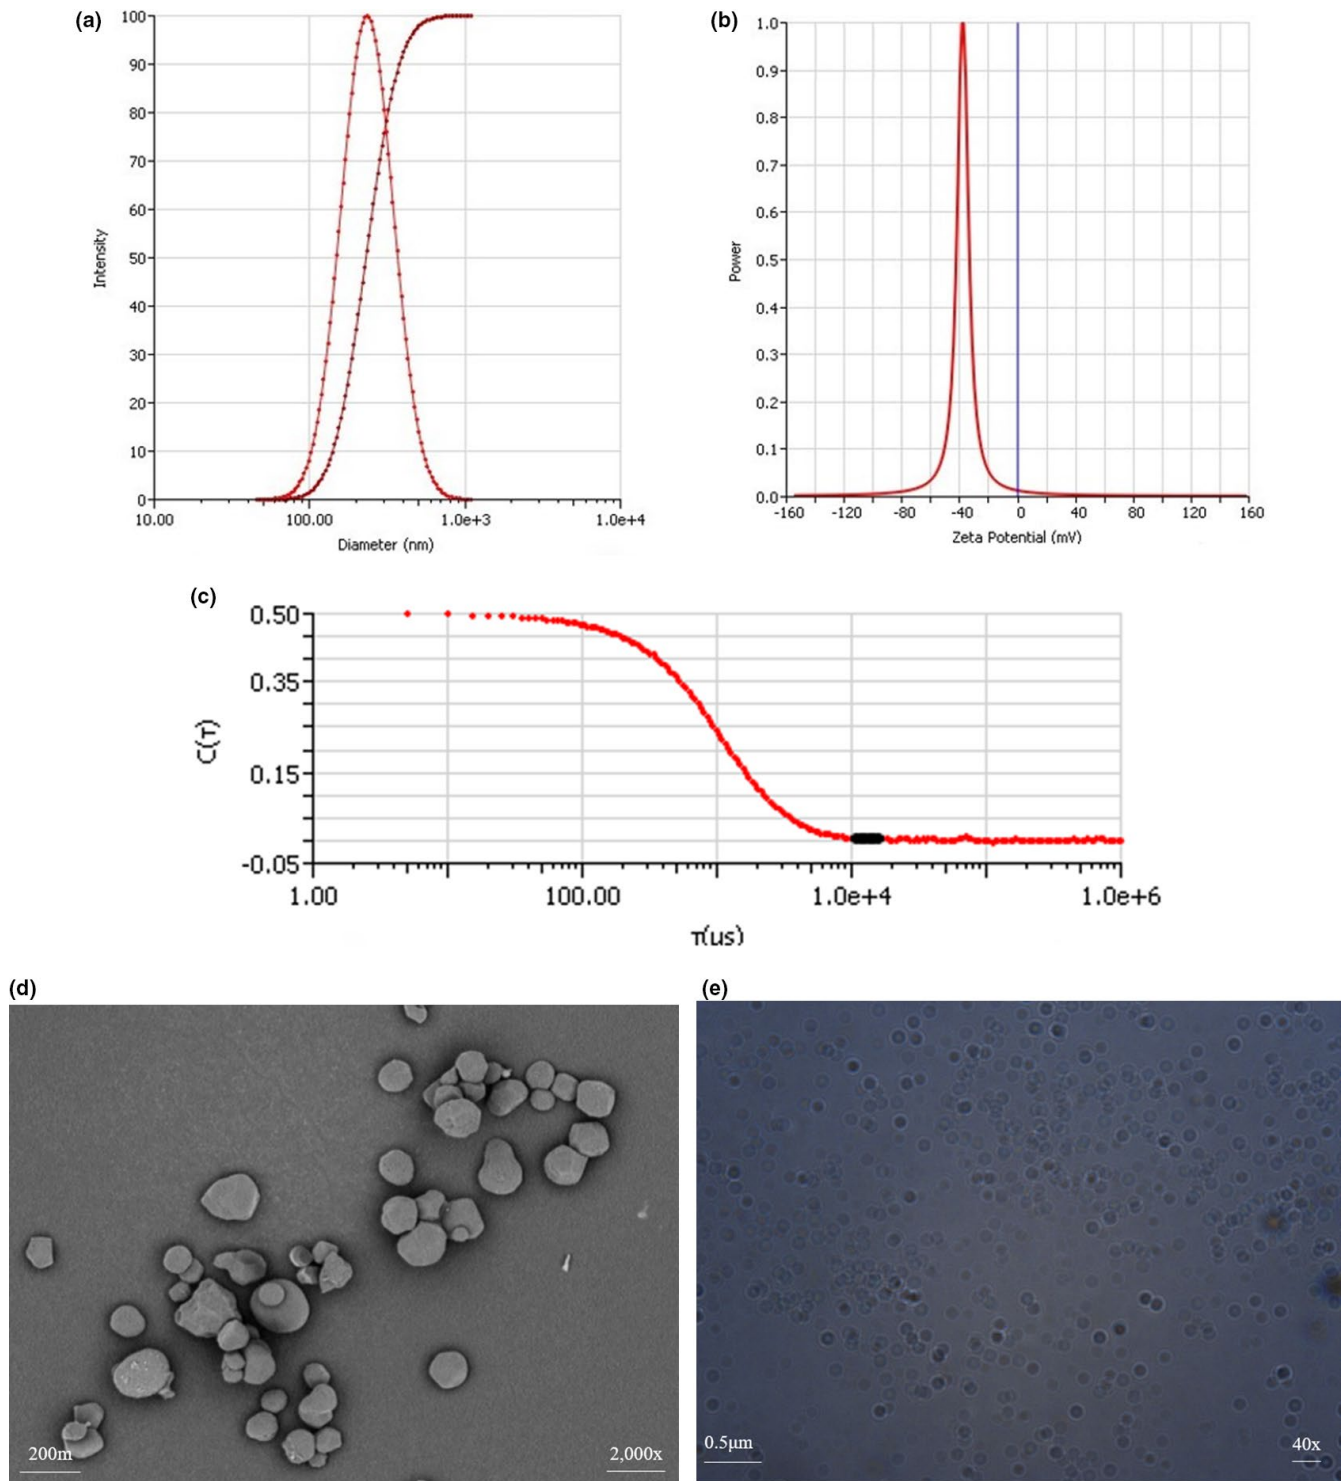 (a)
100
90
80
70
60
50
40
30
20
10
0
Intensity
10.00 100.00 1.0e+3 1.0e+4
Diameter (nm)
(b)
1.0
0.9
0.8
0.7
0.6
0.5
0.4
0.3
0.2
0.1
0.0
Power
-160 -120 -80 -40 0 40 80 120 160
Zeta Potential (mV)
(c)
0.50
0.35
0.15
-0.05
C(τ)
1.00 100.00 1.0e+4 1.0e+6
τ(us)
(d)
200m 2,000x
(e)
0.5µm 40x